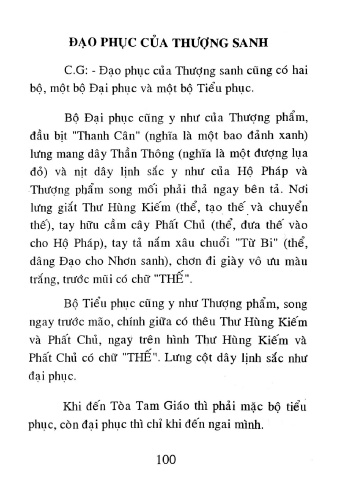 ĐẠO PHỤC CỦA THƯỢNG SANH
C.G: - Đạo phục của Thượng sanh cũng có hai
bộ, một bộ Đại phục và một bộ Tiểu phục.
Bộ Đại phục cũng y như của Thượng phẩm,
đầu bịt "Thanh Cân" (nghĩa là một bao đảnh xanh)
lưng mang dây Thần Thông (nghĩa là một đượng lụa
đỏ) và nịt dây lịnh sắc y như của Hộ Pháp và
Thượng phẩm song mối phải thả ngay bên tả. Nơi
lưng giắt Thư Hùng Kiếm (thể, tạo thế và chuyển
thế), tay hữu cầm cây Phất Chủ (thể, đưa thế vào
cho Hộ Pháp), tay tả nắm xâu chuổi "Từ Bi" (thể,
dâng Đạo cho Nhơn sanh), chơn đi giày vô ưu màu
trắng, trước mũi có chữ "THẾ".
Bộ Tiểu phục cũng y như Thượng phẩm, song
ngay trước mão, chính giữa có thêu Thư Hùng Kiếm
và Phất Chủ, ngay trên hình Thư Hùng Kiếm và
Phất Chủ có chữ "THẾ". Lưng cột dây lịnh sắc như
đại phục.
Khi đến Tòa Tam Giáo thì phải mặc bộ tiểu
phục, còn đại phục thì chỉ khi đến ngai mình.
100